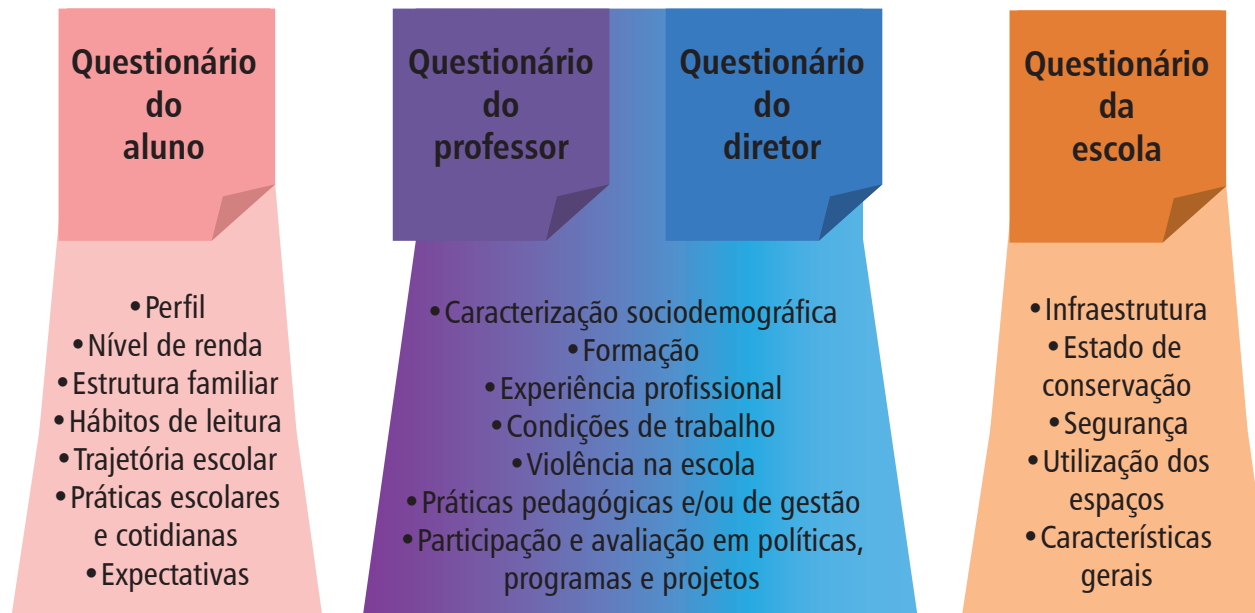 Questionário
do
aluno
• Perfil
• Nível de renda
• Estrutura familiar
• Hábitos de leitura
• Trajetória escolar
• Práticas escolares
e cotidianas
• Expectativas
Questionário
do
professor
Questionário
do
diretor
• Caracterização sociodemográfica
• Formação
• Experiência profissional
• Condições de trabalho
• Violência na escola
• Práticas pedagógicas e/ou de gestão
• Participação e avaliação em políticas,
programas e projetos
Questionário
da
escola
• Infraestrutura
• Estado de
conservação
• Segurança
• Utilização dos
espaços
• Características
gerais